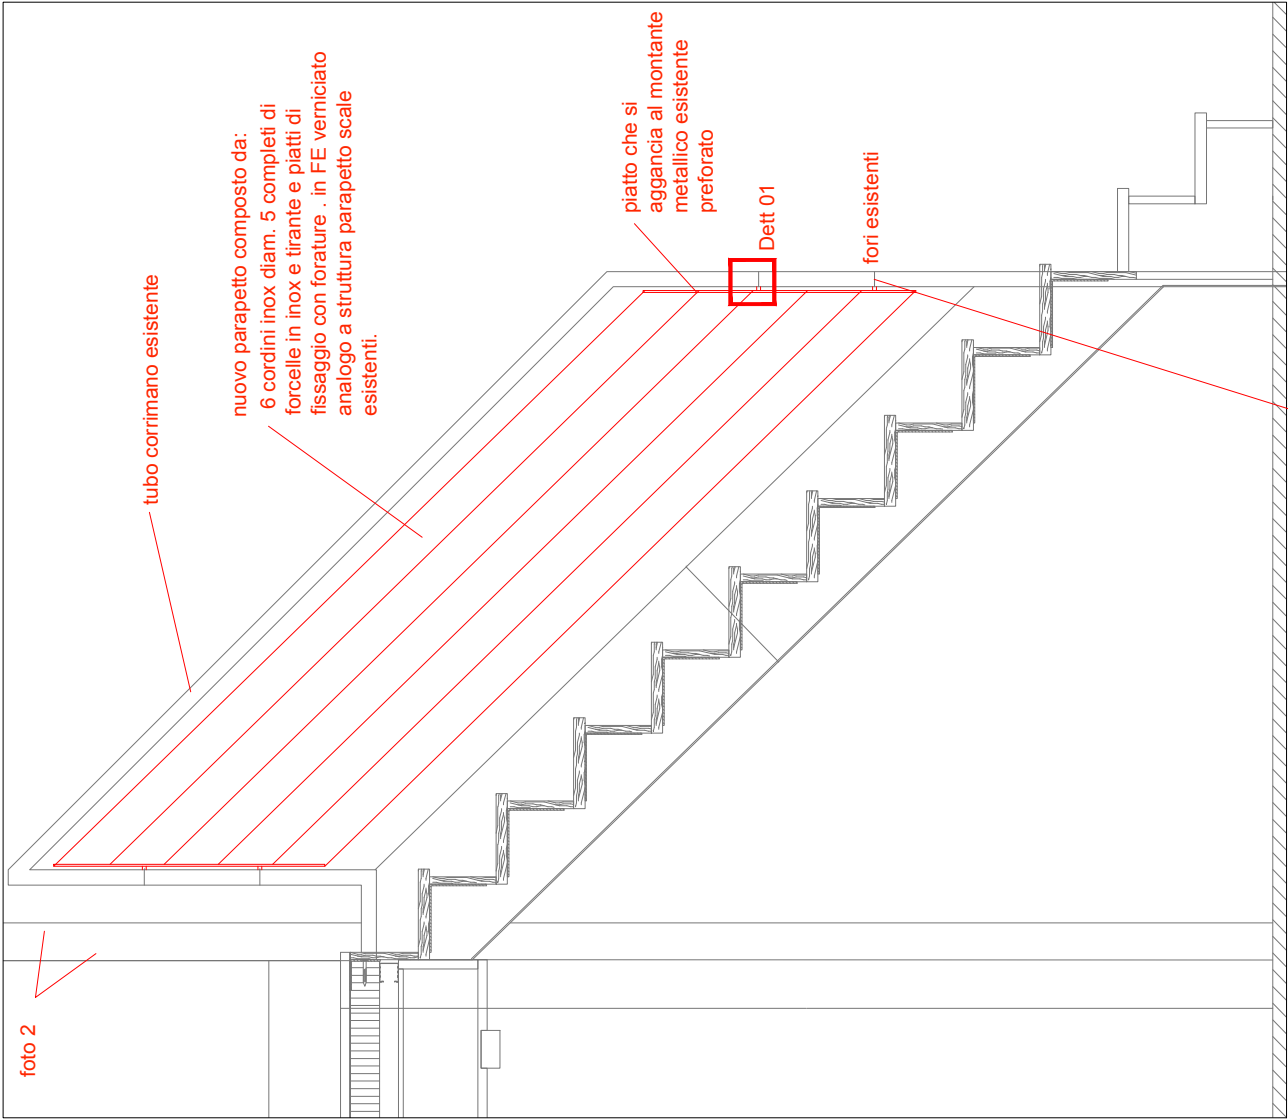 foto 2
tubo corrimano esistente
nuovo parapetto composto da:
6 cordini inox diam. 5 completi di
forcelle in inox e tirante e piatti di
fissaggio con forature . in FE verniciato
analogo a struttura parapetto scale
esistenti.
piatto che si
aggancia al montante
metallico esistente
preforato
Dett 01
fori esistenti